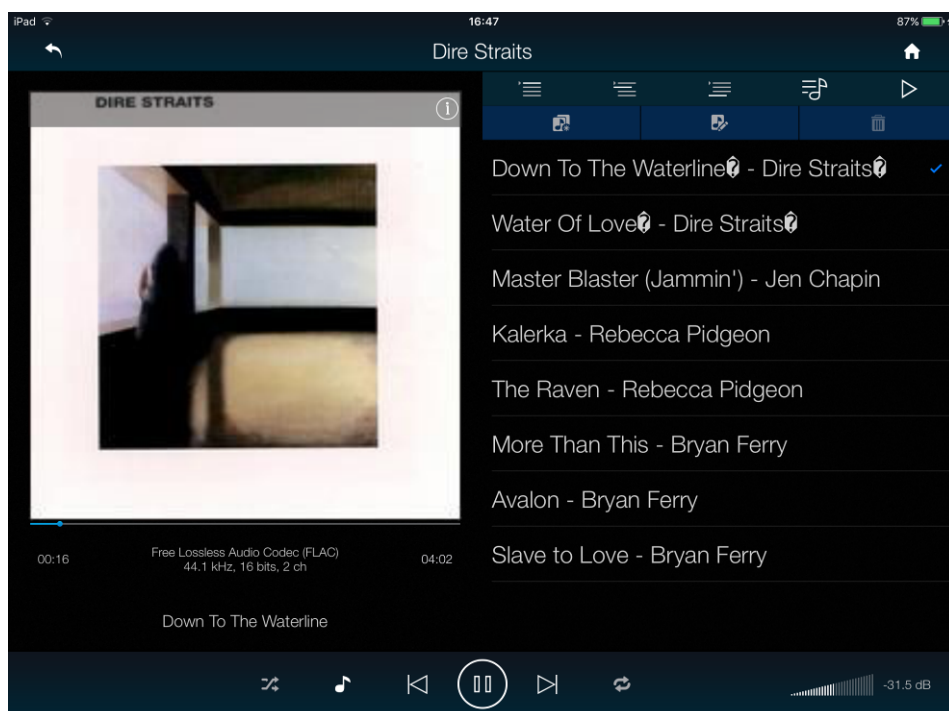 iPad 16:47 87%
Dire Straits
DIRE STRAITS
Down To The Waterline� - Dire Straits�
Water Of Love� - Dire Straits�
Master Blaster (Jammin') - Jen Chapin
Kalerka - Rebecca Pidgeon
The Raven - Rebecca Pidgeon
More Than This - Bryan Ferry
Avalon - Bryan Ferry
Slave to Love - Bryan Ferry
00:16
Free Lossless Audio Codec (FLAC)
44.1 kHz, 16 bits, 2 ch
04:02
Down To The Waterline
-31.5 dB